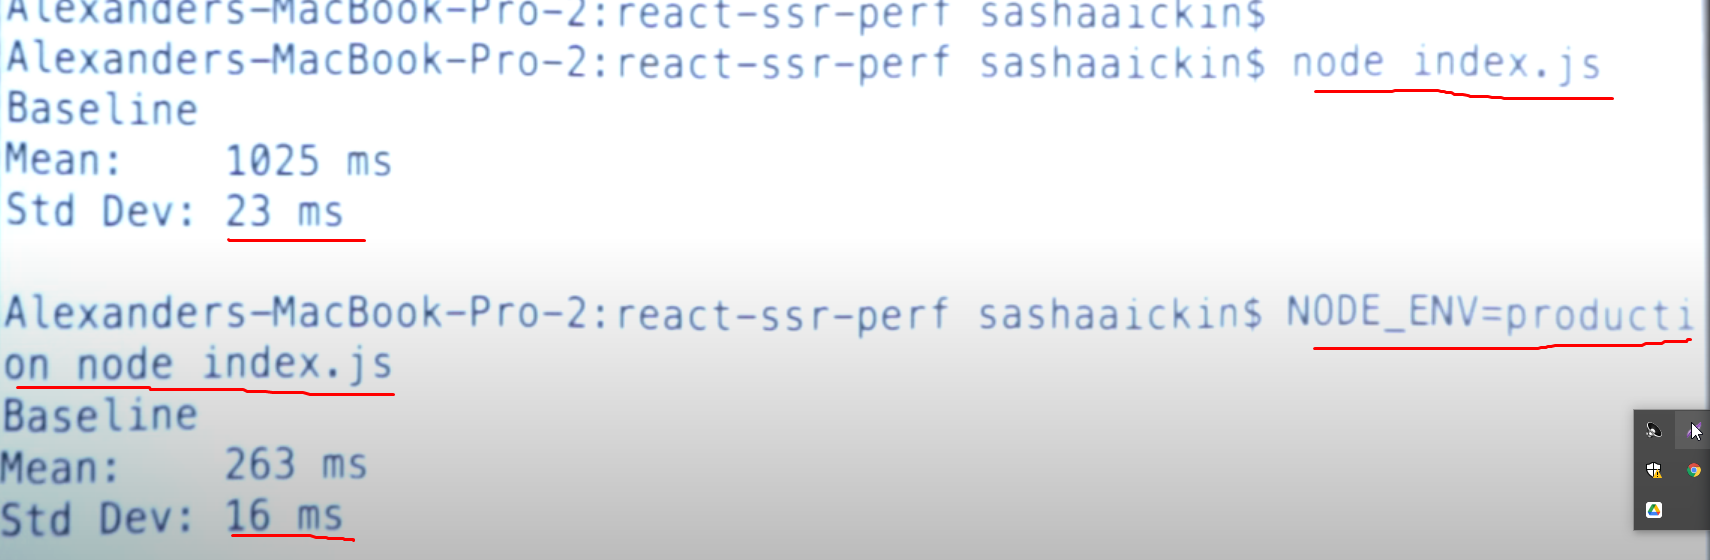 Alexanders-MacBook-Pro-2:react-ssr-perf sashaaickin$
Alexanders-MacBook-Pro-2:react-ssr-perf sashaaickin$ node index.js
Baseline
Mean: 1025 ms
Std Dev: 23 ms
Alexanders-MacBook-Pro-2:react-ssr-perf sashaaickin$ NODE_ENV=producti
on node index.js
Baseline
Mean: 263 ms
Std Dev: 16 ms